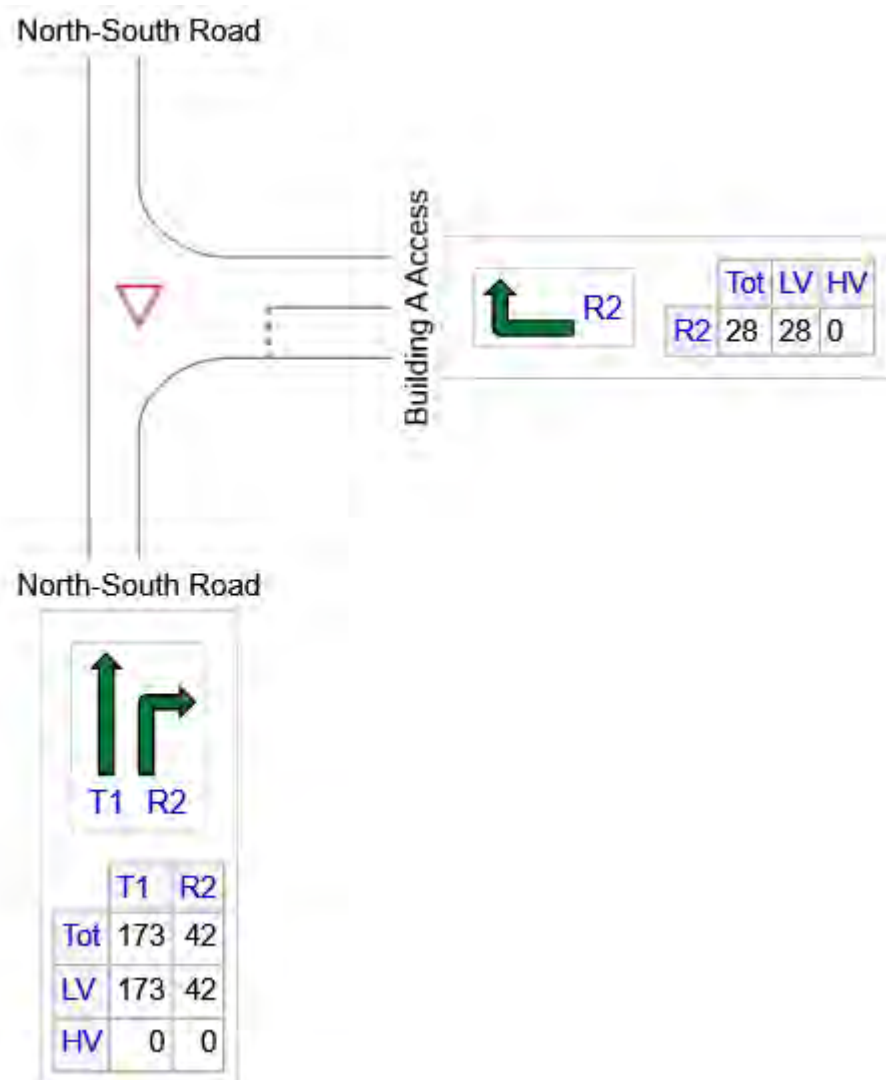 North-South Road
Building A Access
R2
Tot LV HV
R2 28 28 0
North-South Road
T1 R2
T1 R2
Tot 173 42
LV 173 42
HV 0 0